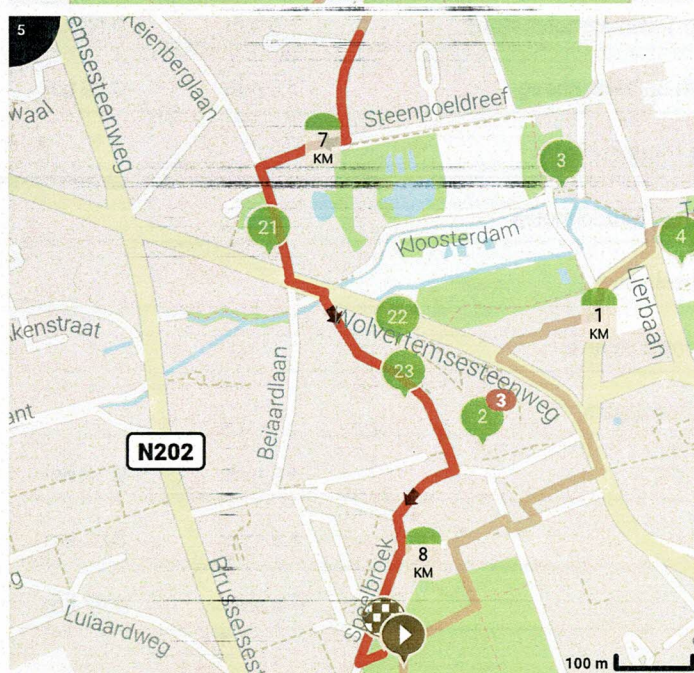 5
emsesteenweg
Keienberglaan
waal
Steenpoeldreef
7
KM
3
21
Kloosterdam
4
1
KM
Lierbaan
22
Wolvertemsesteenweg
kenstraat
23
3
2
Beiaardlaan
ant
N202
8
KM
Speelbroek
Luiaardweg
Brusselses
100 m